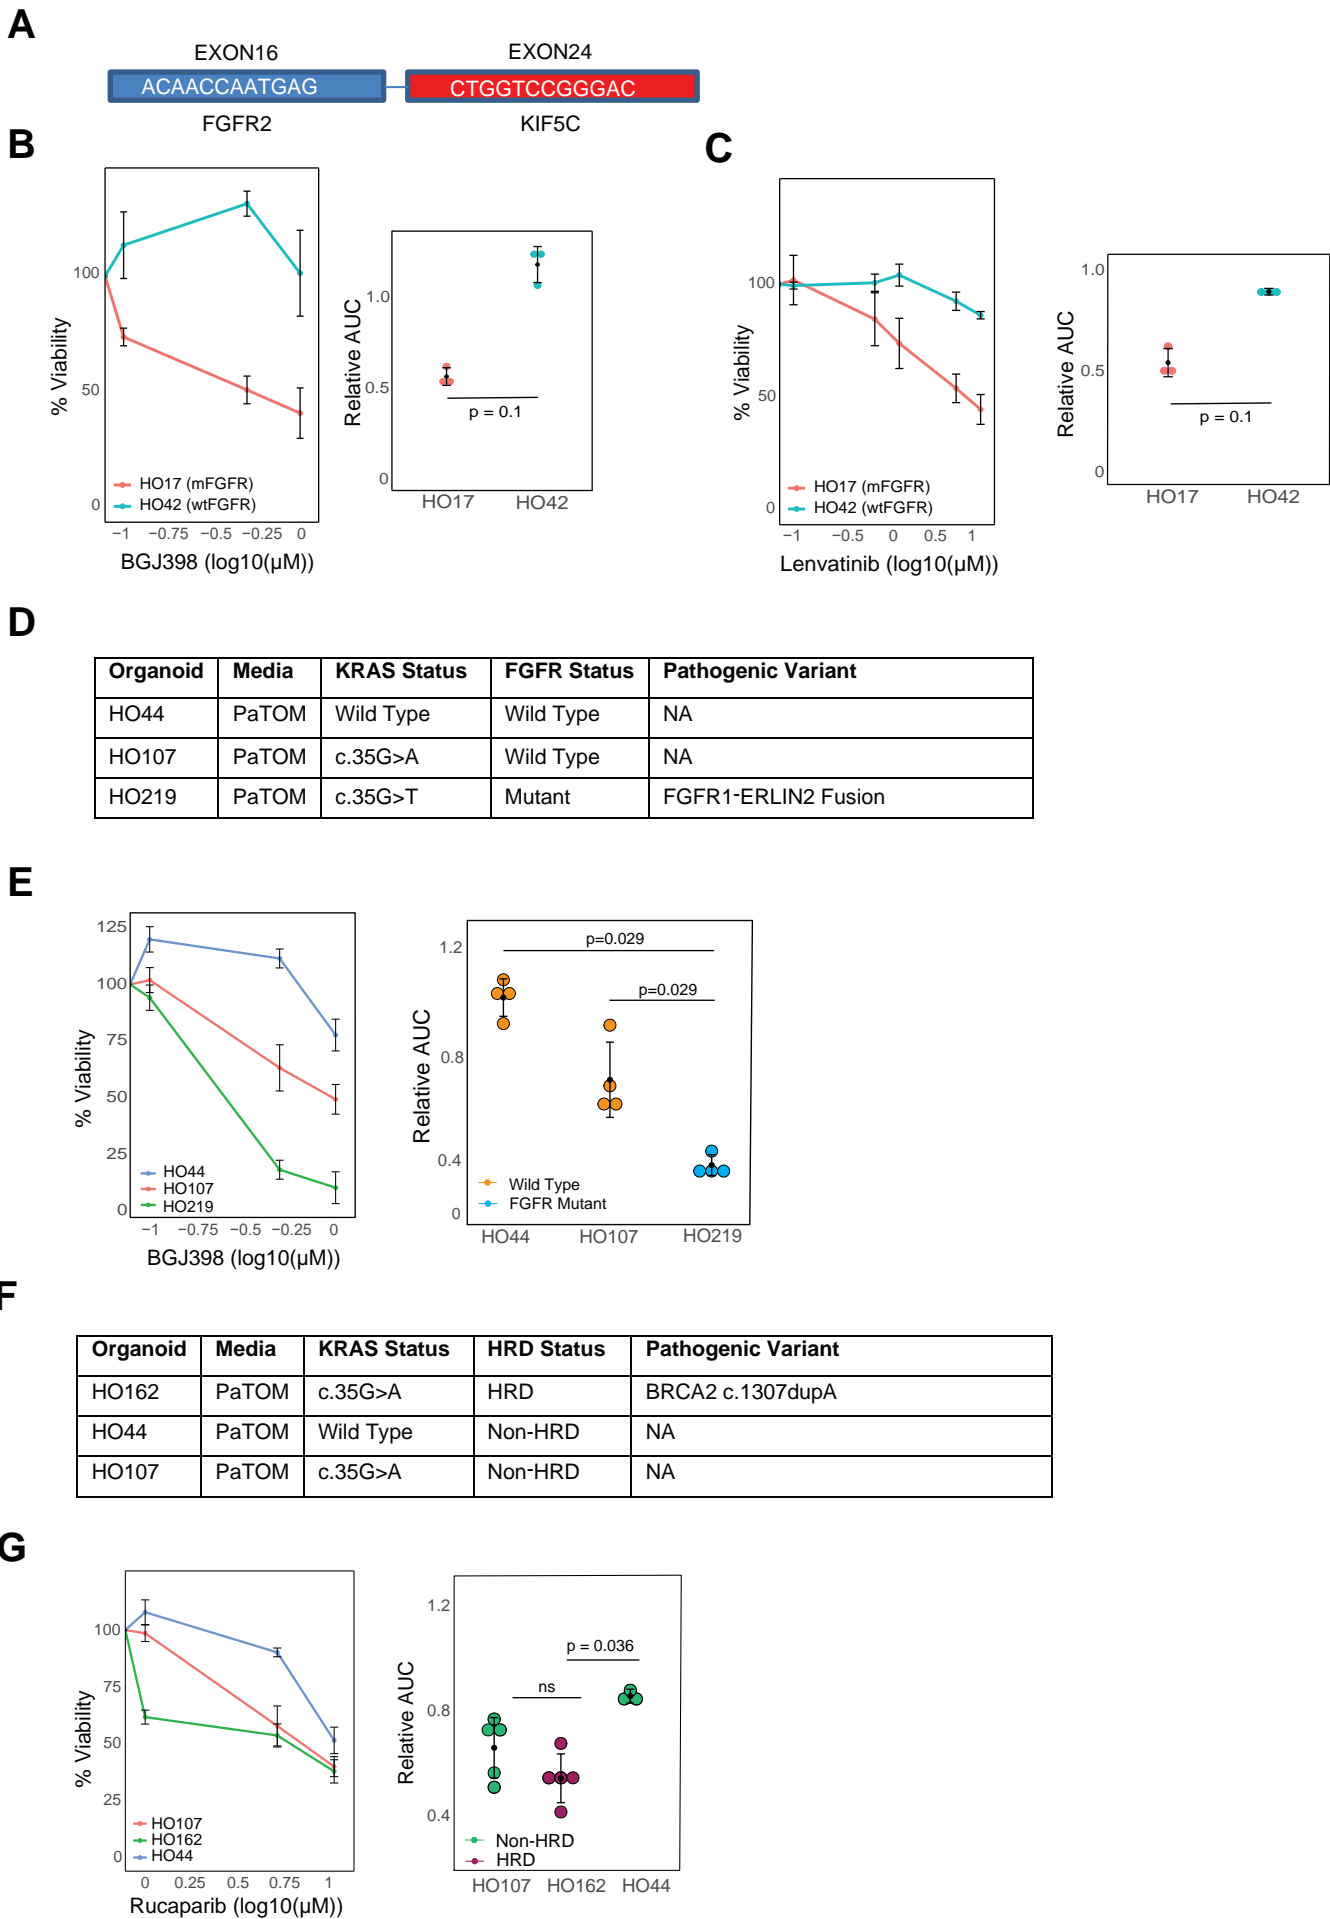 A
EXON16 EXON24
ACAACCAATGAG CTGGTCCGGGAC
FGFR2 KIF5C
B
% Viability
100
50
0
HO17 (mFGFR)
HO42 (wtFGFR)
−1 −0.75 −0.5 −0.25 0
BGJ398 (log10(μM))
Relative AUC
1.0
0.5
0
p = 0.1
HO17 HO42
C
% Viability
100
50
0
HO17 (mFGFR)
HO42 (wtFGFR)
−1 −0.5 0 0.5 1
Lenvatinib (log10(μM))
Relative AUC
1.0
0.5
0
p = 0.1
HO17 HO42
D
Organoid Media KRAS Status FGFR Status Pathogenic Variant
HO44 PaTOM Wild Type Wild Type NA
HO107 PaTOM c.35G>A Wild Type NA
HO219 PaTOM c.35G>T Mutant FGFR1-ERLIN2 Fusion
E
% Viability
125
100
75
50
25
0
HO44
HO107
HO219
−1 −0.75 −0.5 −0.25 0
BGJ398 (log10(μM))
Relative AUC
1.2
0.8
0.4
0
p=0.029
p=0.029
Wild Type
FGFR Mutant
HO44 HO107 HO219
F
Organoid Media KRAS Status HRD Status Pathogenic Variant
HO162 PaTOM c.35G>A HRD BRCA2 c.1307dupA
HO44 PaTOM Wild Type Non-HRD NA
HO107 PaTOM c.35G>A Non-HRD NA
G
% Viability
100
75
50
25
0
HO107
HO162
HO44
0 0.25 0.5 0.75 1
Rucaparib (log10(μM))
Relative AUC
1.2
0.8
0.4
p = 0.036
ns
Non-HRD
HRD
HO107 HO162 HO44